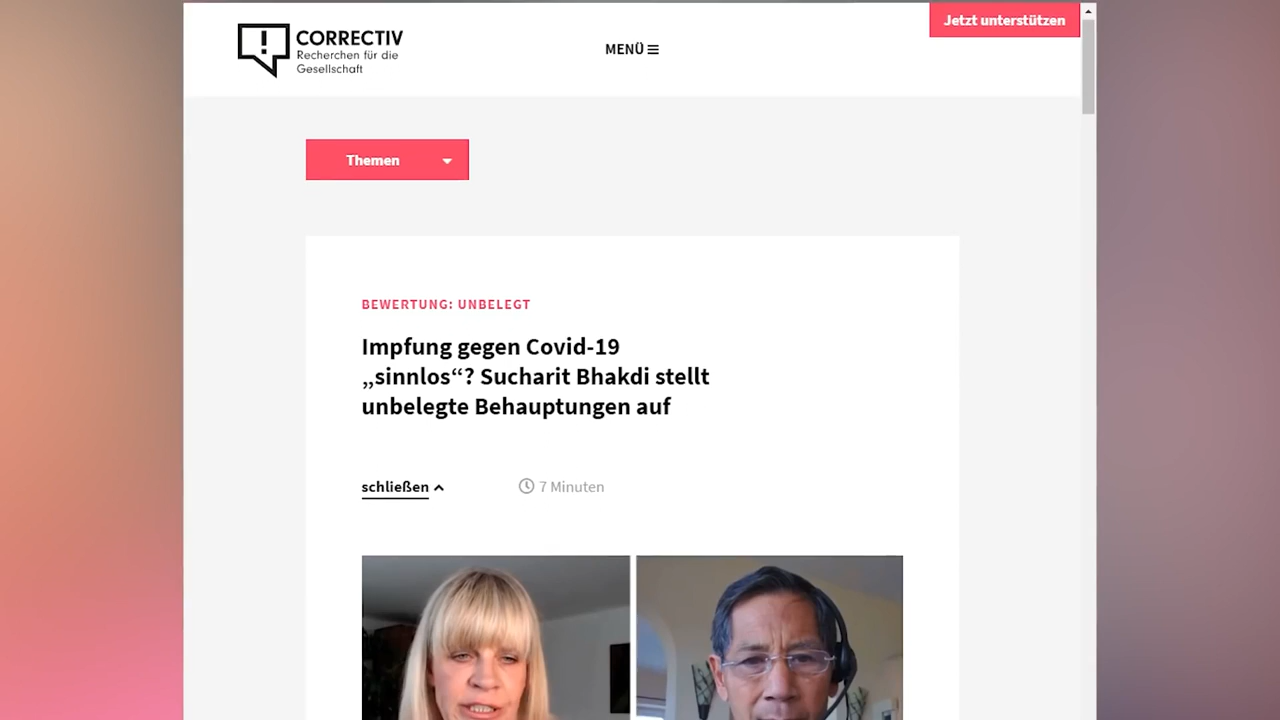 CORRECTIV
Recherchen für die
Gesellschaft
MENÜ
Jetzt unterstützen
Themen
BEWERTUNG: UNBELEGT
Impfung gegen Covid-19
„sinnlos“? Sucharit Bhakdi stellt
unbelegte Behauptungen auf
schließen
7 Minuten